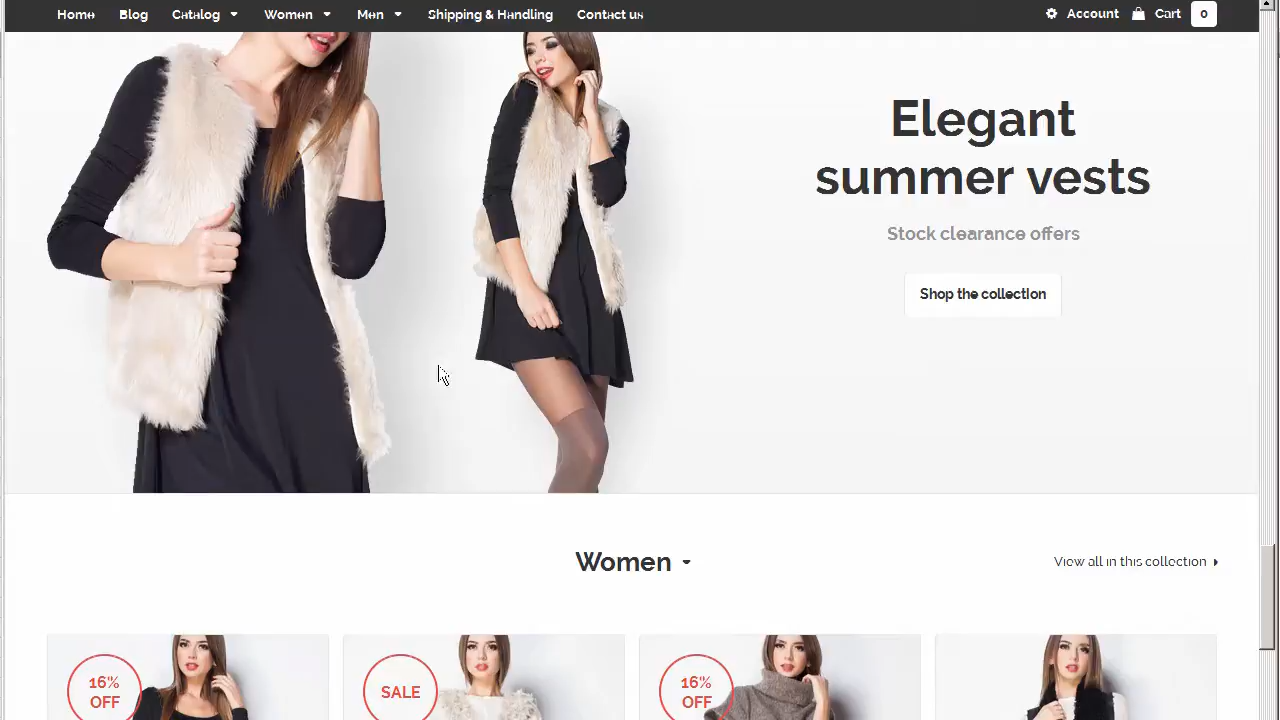 Home Blog Catalog Women Men Shipping & Handling Contact us Account Cart 0
Elegant
summer vests
Stock clearance offers
Shop the collection
Women
View all in this collection
16%
OFF
SALE
16%
OFF